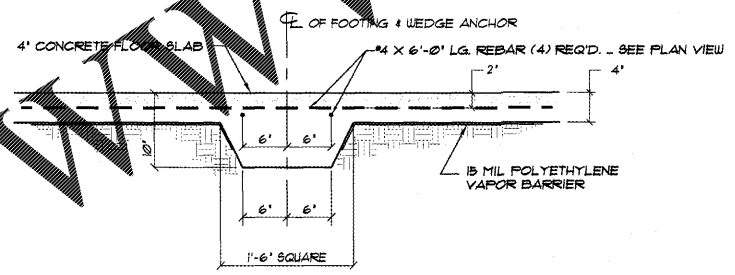 ℄ OF FOOTING & WEDGE ANCHOR
4" CONCRETE FLOOR SLAB
#4 X 6'-0" LG. REBAR (4) REQ'D. - SEE PLAN VIEW
2"
4"
6"
6"
10"
15 MIL POLYETHYLENE
VAPOR BARRIER
6"
6"
1'-6" SQUARE
WWW